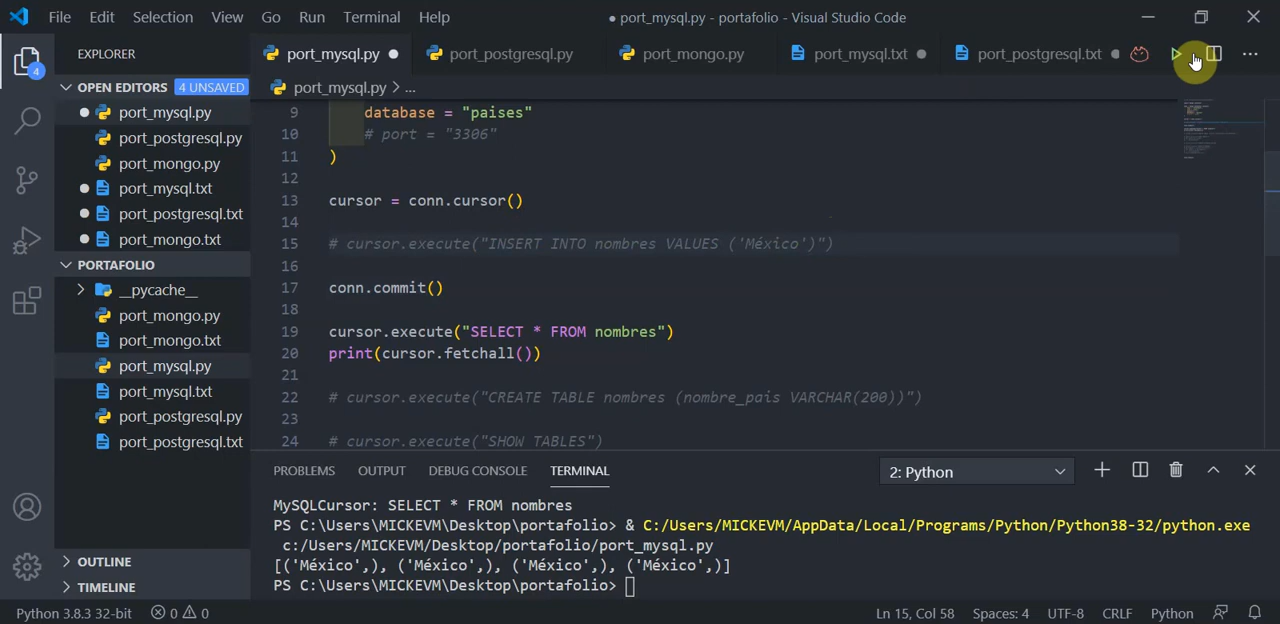 File Edit Selection View Go Run Terminal Help
● port_mysql.py - portafolio - Visual Studio Code
EXPLORER
port_mysql.py ● port_postgresql.py port_mongo.py port_mysql.txt ● port_postgresql.txt ●
4
OPEN EDITORS 4 UNSAVED
port_mysql.py > ...
port_mysql.py
port_postgresql.py
port_mongo.py
port_mysql.txt
port_postgresql.txt
port_mongo.txt
PORTAFOLIO
__pycache__
port_mongo.py
port_mongo.txt
port_mysql.py
port_mysql.txt
port_postgresql.py
port_postgresql.txt
OUTLINE
TIMELINE
9 database = "paises"
10 # port = "3306"
11 )
12
13 cursor = conn.cursor()
14
15 # cursor.execute("INSERT INTO nombres VALUES ('México')")
16
17 conn.commit()
18
19 cursor.execute("SELECT * FROM nombres")
20 print(cursor.fetchall())
21
22 # cursor.execute("CREATE TABLE nombres (nombre_pais VARCHAR(200))")
23
24 # cursor.execute("SHOW TABLES")
PROBLEMS OUTPUT DEBUG CONSOLE TERMINAL 2: Python
MySQLCursor: SELECT * FROM nombres
PS C:\Users\MICKEVM\Desktop\portafolio> & C:/Users/MICKEVM/AppData/Local/Programs/Python/Python38-32/python.exe
c:/Users/MICKEVM/Desktop/portafolio/port_mysql.py
[('México',), ('México',), ('México',), ('México',)]
PS C:\Users\MICKEVM\Desktop\portafolio>
Python 3.8.3 32-bit 0 0 Ln 15, Col 58 Spaces: 4 UTF-8 CRLF Python